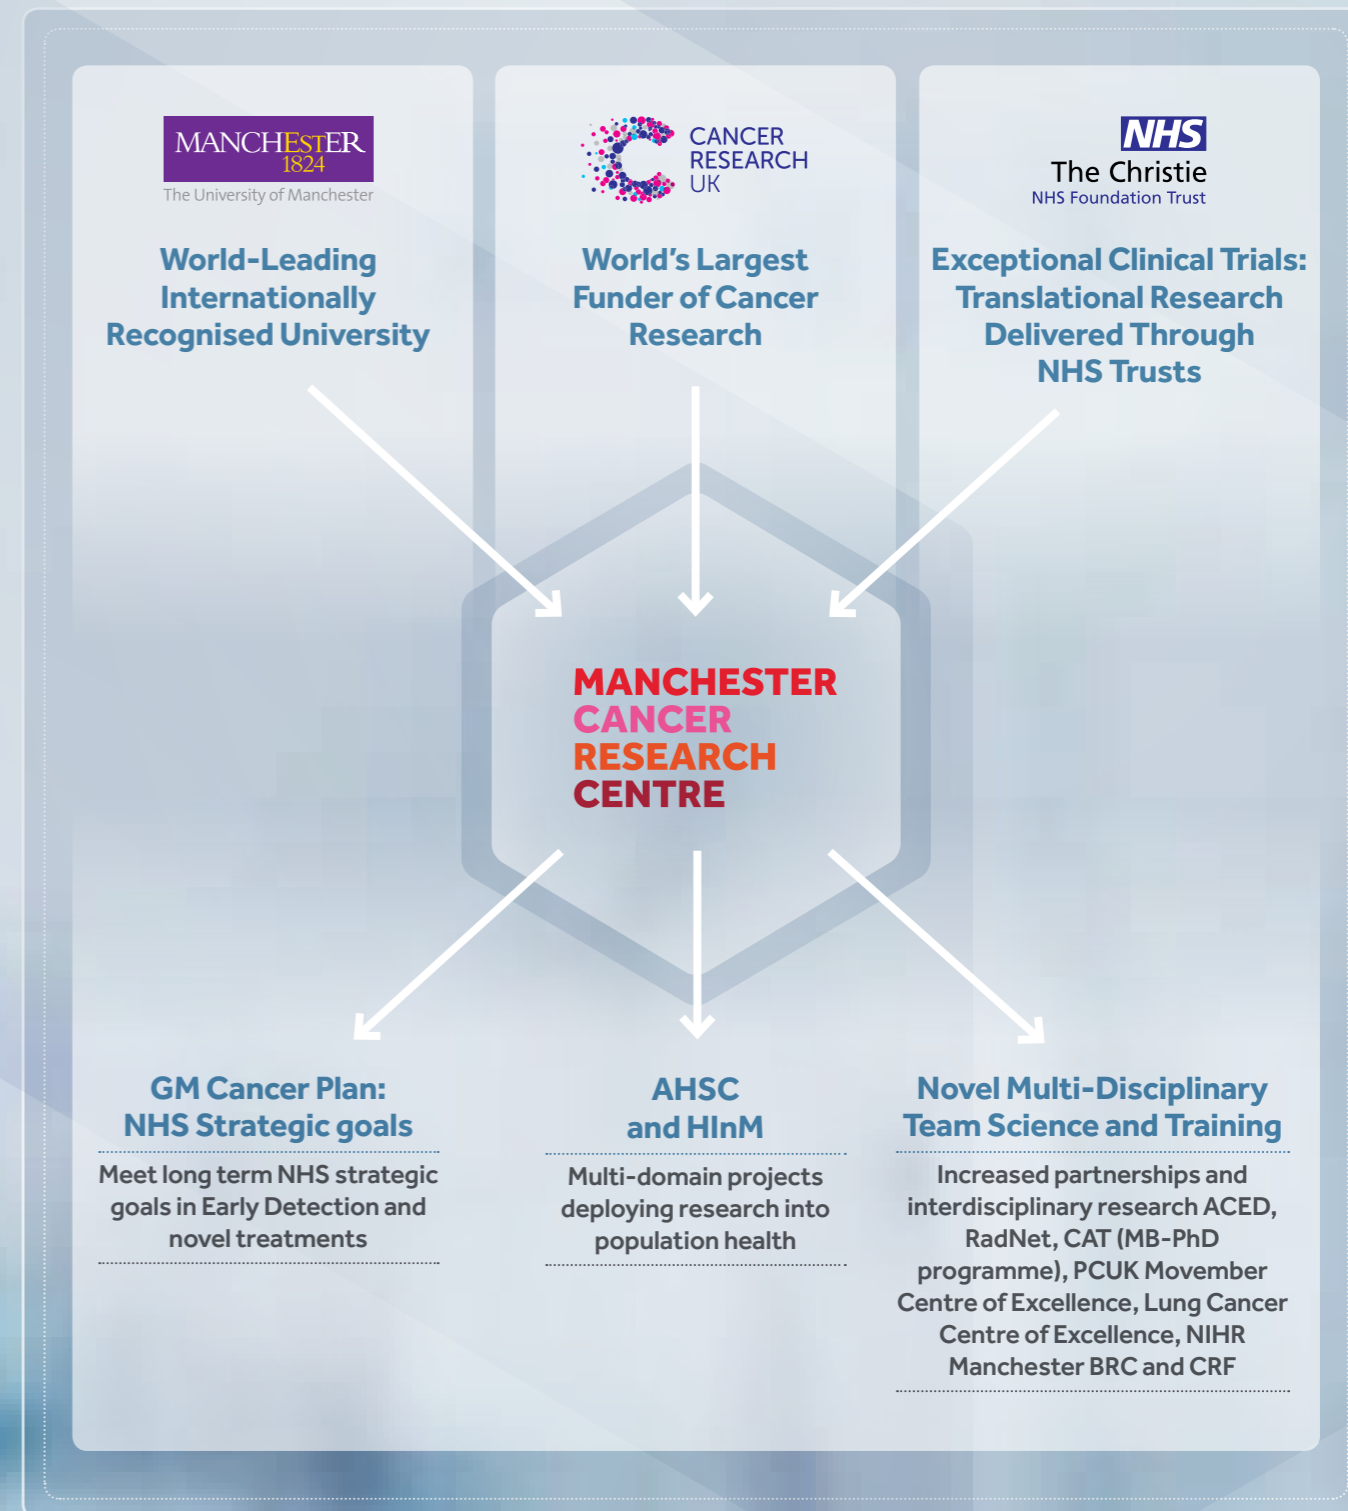 MANCHESTER
1824
The University of Manchester
World-Leading
Internationally
Recognised University
CANCER
RESEARCH
UK
World's Largest
Funder of Cancer
Research
NHS
The Christie
NHS Foundation Trust
Exceptional Clinical Trials:
Translational Research
Delivered Through
NHS Trusts
MANCHESTER
CANCER
RESEARCH
CENTRE
GM Cancer Plan:
NHS Strategic goals
Meet long term NHS strategic
goals in Early Detection and
novel treatments
AHSC
and HInM
Multi-domain projects
deploying research into
population health
Novel Multi-Disciplinary
Team Science and Training
Increased partnerships and
interdisciplinary research ACED,
RadNet, CAT (MB-PhD
programme), PCUK Movember
Centre of Excellence, Lung Cancer
Centre of Excellence, NIHR
Manchester BRC and CRF